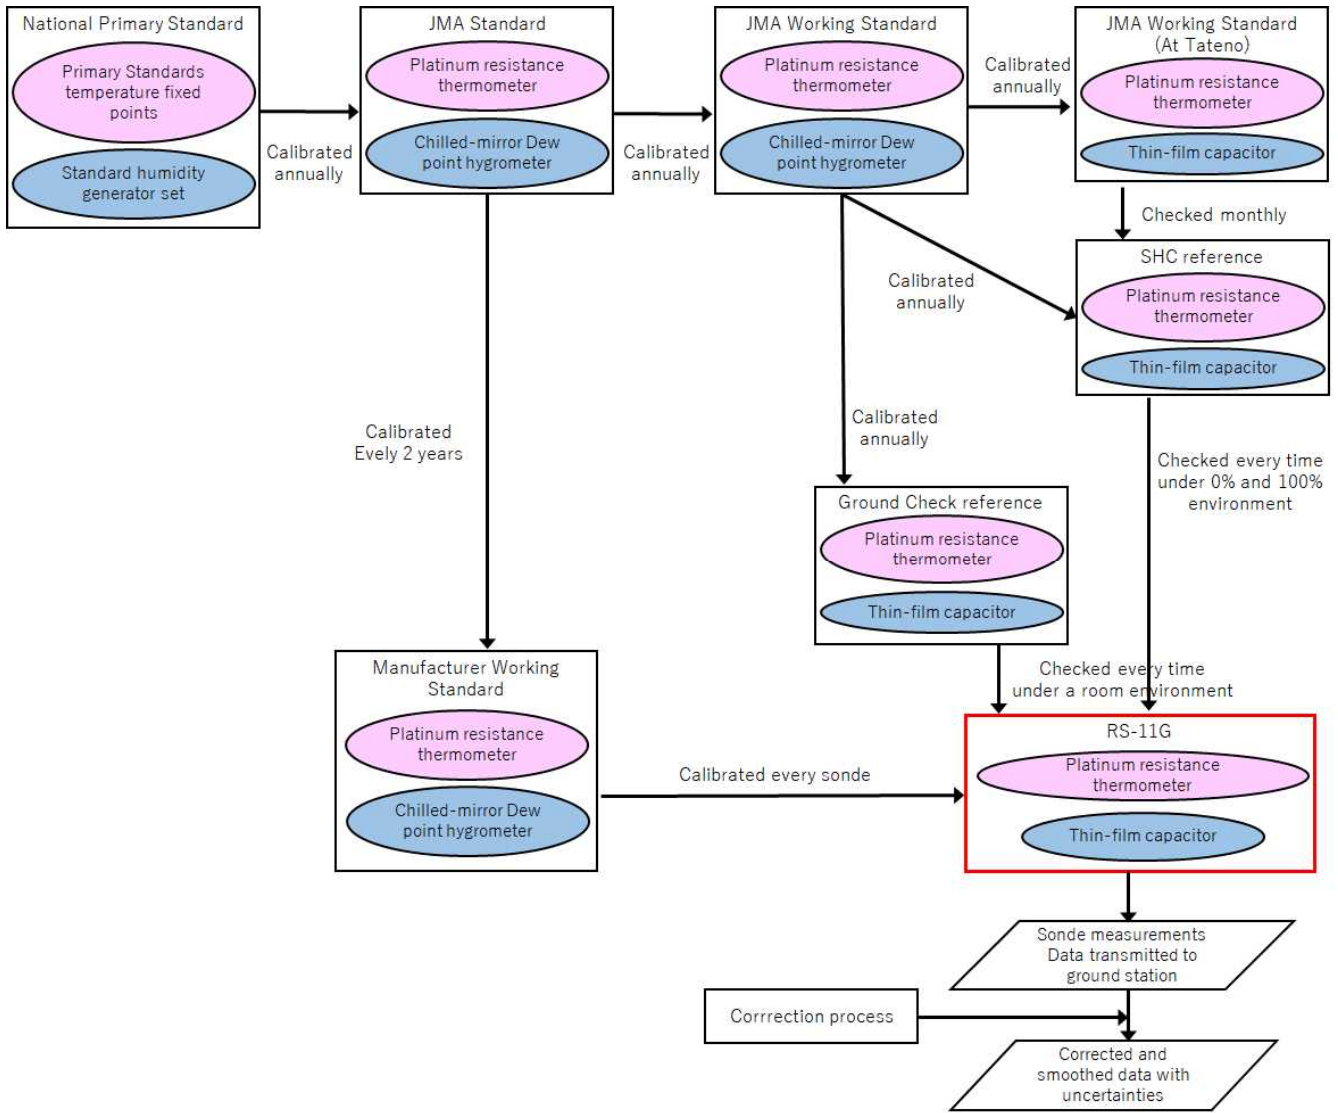 National Primary Standard
Primary Standards
temperature fixed
points
Standard humidity
generator set
Calibrated
annually
JMA Standard
Platinum resistance
thermometer
Chilled-mirror Dew
point hygrometer
Calibrated
annually
JMA Working Standard
Platinum resistance
thermometer
Chilled-mirror Dew
point hygrometer
Calibrated
annually
JMA Working Standard
(At Tateno)
Platinum resistance
thermometer
Thin-film capacitor
Checked monthly
SHC reference
Platinum resistance
thermometer
Thin-film capacitor
Calibrated
annually
Calibrated
annually
Calibrated
Evely 2 years
Checked every time
under 0% and 100%
environment
Ground Check reference
Platinum resistance
thermometer
Thin-film capacitor
Checked every time
under a room environment
Manufacturer Working
Standard
Platinum resistance
thermometer
Chilled-mirror Dew
point hygrometer
Calibrated every sonde
RS-11G
Platinum resistance
thermometer
Thin-film capacitor
Sonde measurements
Data transmitted to
ground station
Corrrection process
Corrected and
smoothed data with
uncertainties